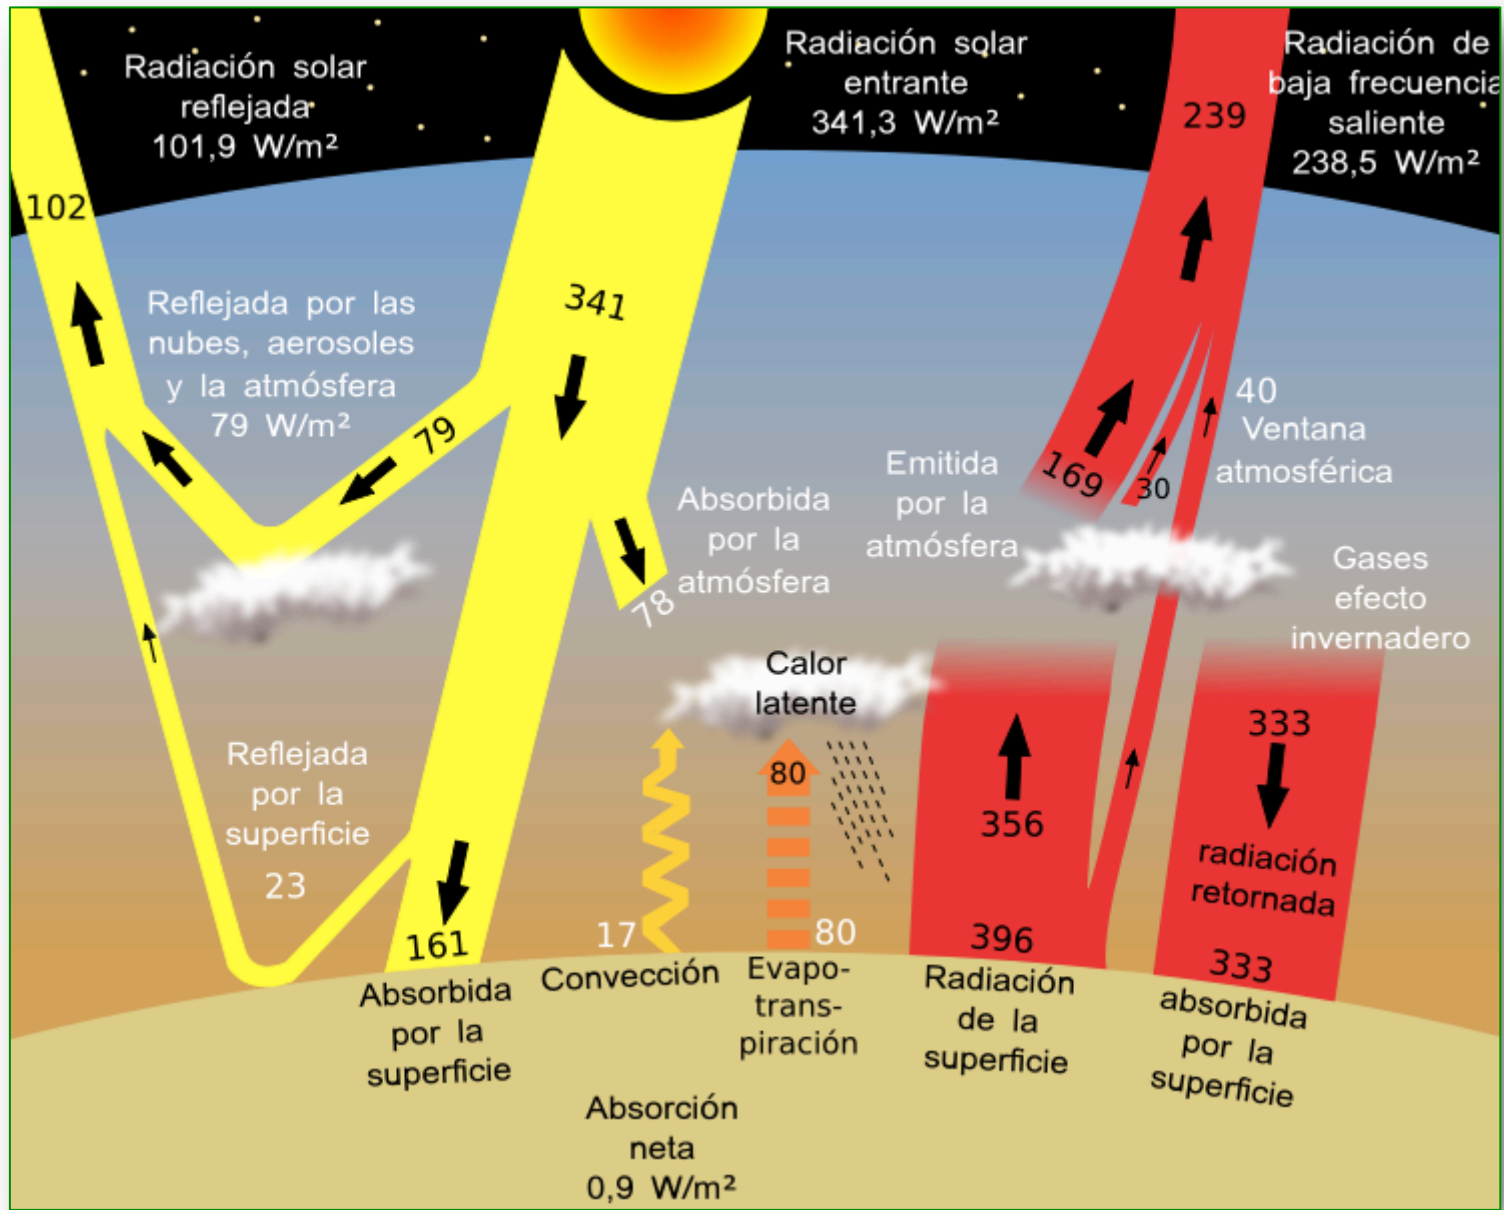 Radiación solar
reflejada
101,9 W/m²
Radiación solar
entrante
341,3 W/m²
Radiación de
baja frecuencia
saliente
238,5 W/m²
239
102
341
Reflejada por las
nubes, aerosoles
y la atmósfera
79 W/m²
79
40
Ventana
atmosférica
Emitida
por la
atmósfera
169
30
Absorbida
por la
atmósfera
78
Gases
efecto
invernadero
Calor
latente
Reflejada
por la
superficie
23
80
356
333
radiación
retornada
161
17
80
396
333
Absorbida
por la
superficie
Convección
Evapo-
trans-
piración
Radiación
de la
superficie
absorbida
por la
superficie
Absorción
neta
0,9 W/m²